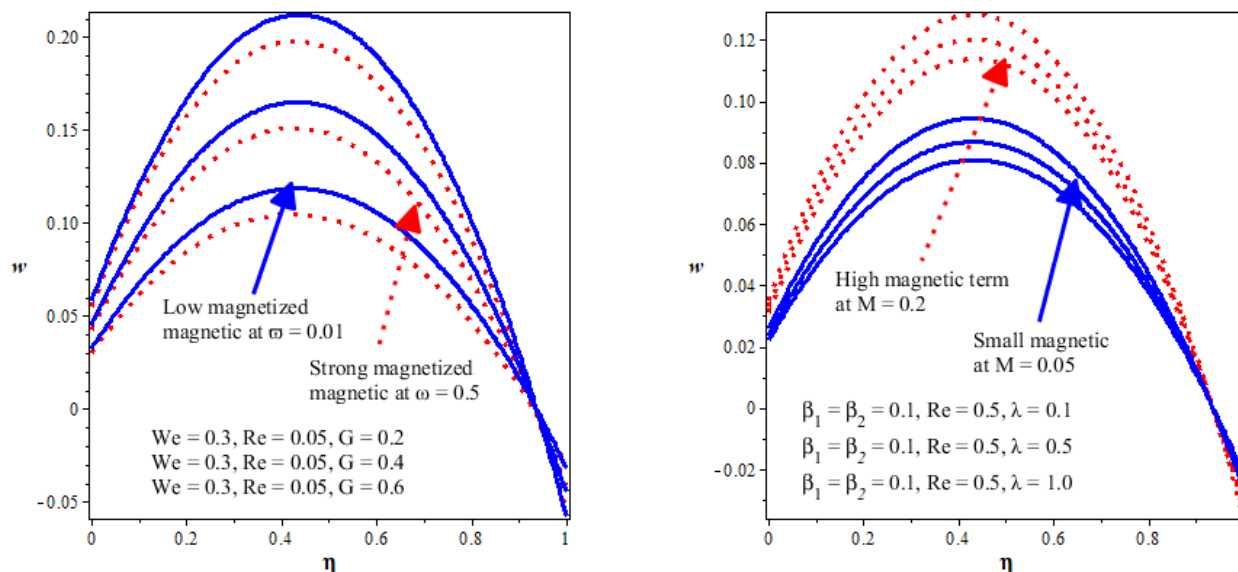 0.20
0.15
w
0.10
0.05
0
−0.05
0
0.2
0.4
0.6
0.8
1
η
Low magnetized
magnetic at ϖ = 0.01
Strong magnetized
magnetic at ω = 0.5
We = 0.3, Re = 0.05, G = 0.2
We = 0.3, Re = 0.05, G = 0.4
We = 0.3, Re = 0.05, G = 0.6
0.12
0.10
0.08
w
0.06
0.04
0.02
0
−0.02
0
0.2
0.4
0.6
0.8
η
High magnetic term
at M = 0.2
Small magnetic
at M = 0.05
β₁ = β₂ = 0.1, Re = 0.5, λ = 0.1
β₁ = β₂ = 0.1, Re = 0.5, λ = 0.5
β₁ = β₂ = 0.1, Re = 0.5, λ = 1.0